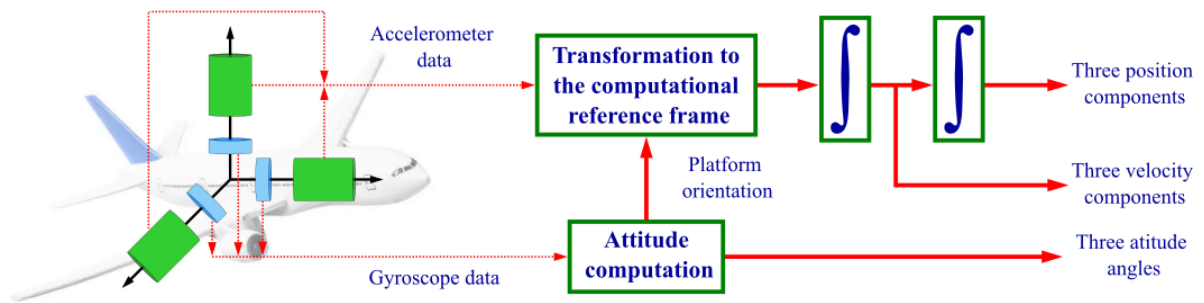 Accelerometer
data
Transformation to
the computational
reference frame
∫
∫
Three position
components
Platform
orientation
Three velocity
components
Attitude
computation
Gyroscope data
Three atitude
angles